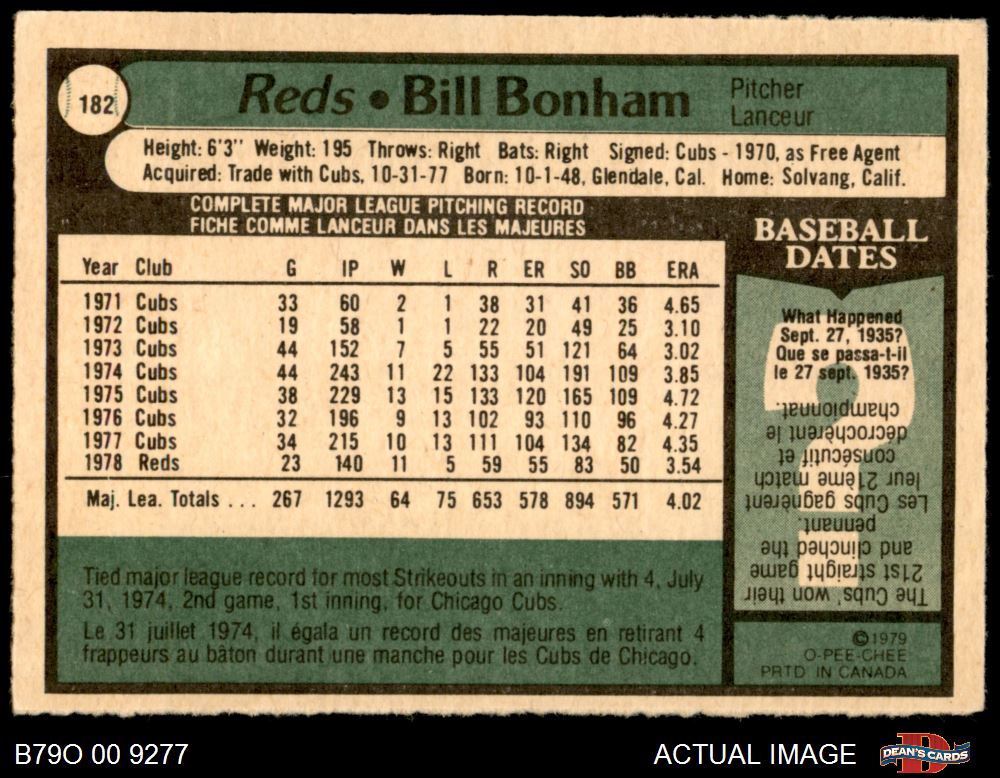 182
Reds • Bill Bonham
Pitcher
Lanceur
Height: 6'3" Weight: 195 Throws: Right Bats: Right Signed: Cubs - 1970, as Free Agent
Acquired: Trade with Cubs, 10-31-77 Born: 10-1-48, Glendale, Cal. Home: Solvang, Calif.
COMPLETE MAJOR LEAGUE PITCHING RECORD
FICHE COMME LANCEUR DANS LES MAJEURES
Year Club G IP W L R ER SO BB ERA
1971 Cubs 33 60 2 1 38 31 41 36 4.65
1972 Cubs 19 58 1 1 22 20 49 25 3.10
1973 Cubs 44 152 7 5 55 51 121 64 3.02
1974 Cubs 44 243 11 22 133 104 191 109 3.85
1975 Cubs 38 229 13 15 133 120 165 109 4.72
1976 Cubs 32 196 9 13 102 93 110 96 4.27
1977 Cubs 34 215 10 13 111 104 134 82 4.35
1978 Reds 23 140 11 5 59 55 83 50 3.54
Maj. Lea. Totals . . . 267 1293 64 75 653 578 894 571 4.02
Tied major league record for most Strikeouts in an inning with 4, July
31, 1974, 2nd game, 1st inning, for Chicago Cubs.
Le 31 juillet 1974, il égala un record des majeures en retirant 4
frappeurs au bâton durant une manche pour les Cubs de Chicago.
BASEBALL
DATES
What Happened
Sept. 27, 1935?
Que se passa-t-il
le 27 sept. 1935?
The Cubs' won their
21st straight game
and clinched the
pennant.
Les Cubs gagnèrent
leur 21ème match
consécutif et
décrochèrent le
championnat.
©1979
O-PEE-CHEE
PRTD IN CANADA
B79O 00 9277
ACTUAL IMAGE
DEAN'S CARDS